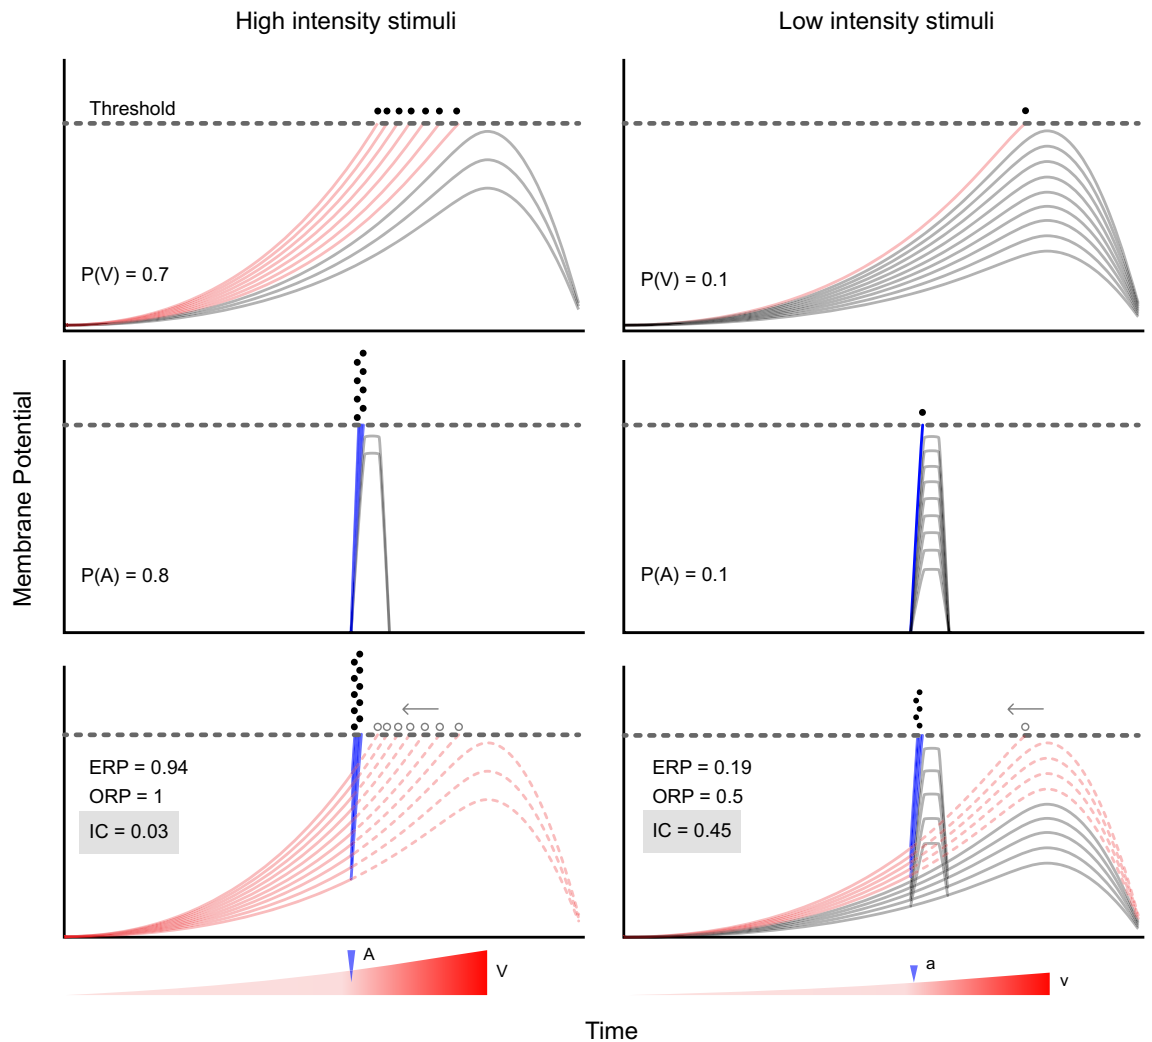 High intensity stimuli
Low intensity stimuli
Threshold
P(V) = 0.7
P(V) = 0.1
Membrane Potential
P(A) = 0.8
P(A) = 0.1
ERP = 0.94
ORP = 1
IC = 0.03
ERP = 0.19
ORP = 0.5
IC = 0.45
A
V
a
v
Time